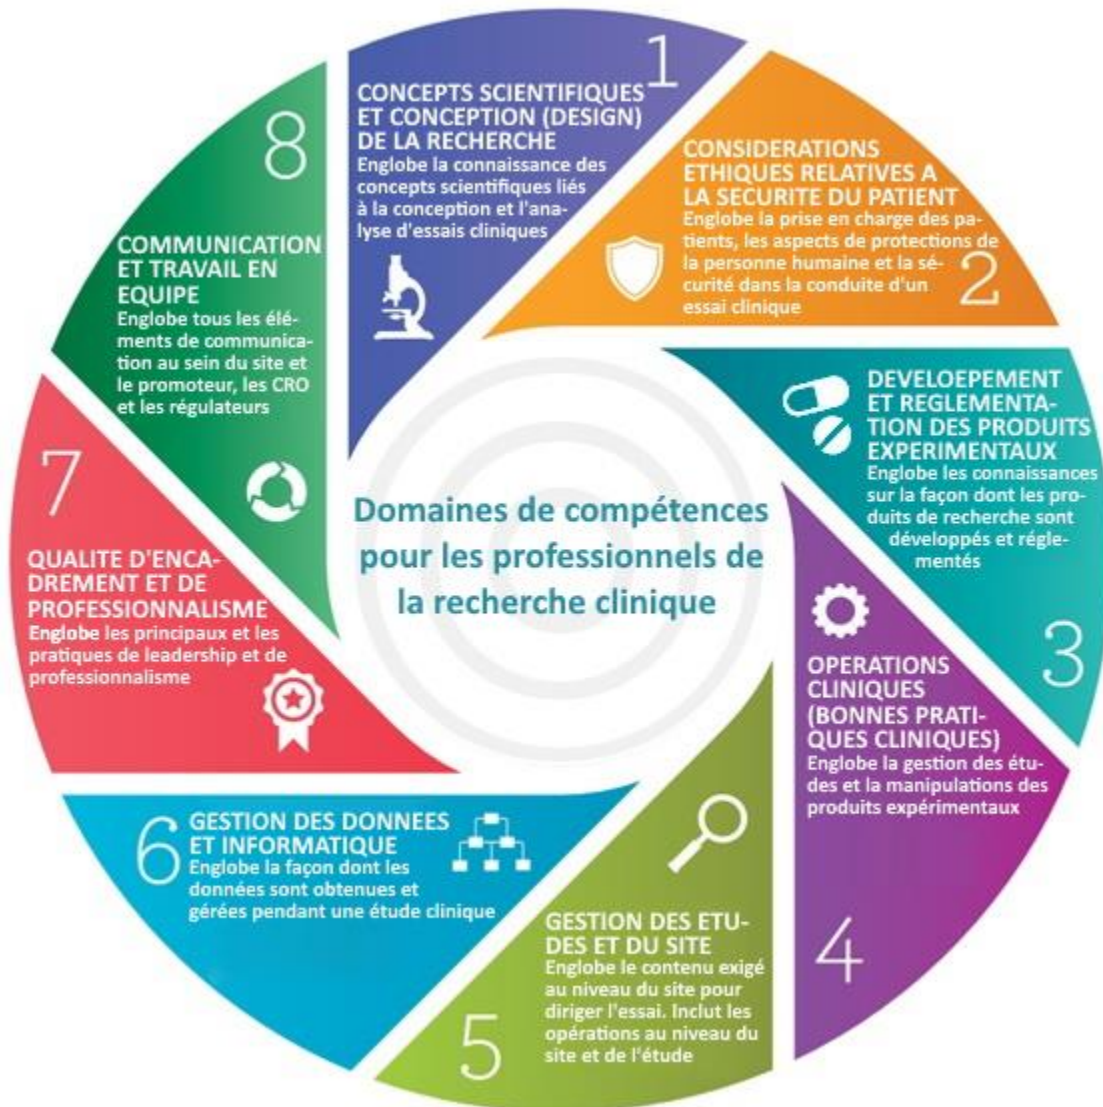 Domaines de compétences
pour les professionnels de
la recherche clinique
1
CONCEPTS SCIENTIFIQUES
ET CONCEPTION (DESIGN)
DE LA RECHERCHE
Englobe la connaissance des
concepts scientifiques liés
à la conception et l'ana-
lyse d'essais cliniques
CONSIDERATIONS
ETHIQUES RELATIVES A
LA SECURITE DU PATIENT
Englobe la prise en charge des pa-
tients, les aspects de protections de
la personne humaine et la sé-
curité dans la conduite d'un
essai clinique
2
DEVELOEPEMENT
ET REGLEMENTA-
TION DES PRODUITS
EXPERIMENTAUX
Englobe les connaissances
sur la façon dont les pro-
duits de recherche sont
développés et régle-
mentés
3
OPERATIONS
CLINIQUES
(BONNES PRATI-
QUES CLINIQUES)
Englobe la gestion des étu-
des et la manipulations des
produits expérimentaux
4
GESTION DES ETU-
DES ET DU SITE
Englobe le contenu exigé
au niveau du site pour
diriger l'essai. Inclut les
opérations au niveau du
site et de l'étude
5
6
GESTION DES DONNEES
ET INFORMATIQUE
Englobe la façon dont les
données sont obtenues et
gérées pendant une étude clinique
7
QUALITE D'ENCA-
DREMENT ET DE
PROFESSIONNALISME
Englobe les principaux et les
pratiques de leadership et de
professionnalisme
8
COMMUNICATION
ET TRAVAIL EN
EQUIPE
Englobe tous les élé-
ments de communica-
tion au sein du site et
le promoteur, les CRO
et les régulateurs